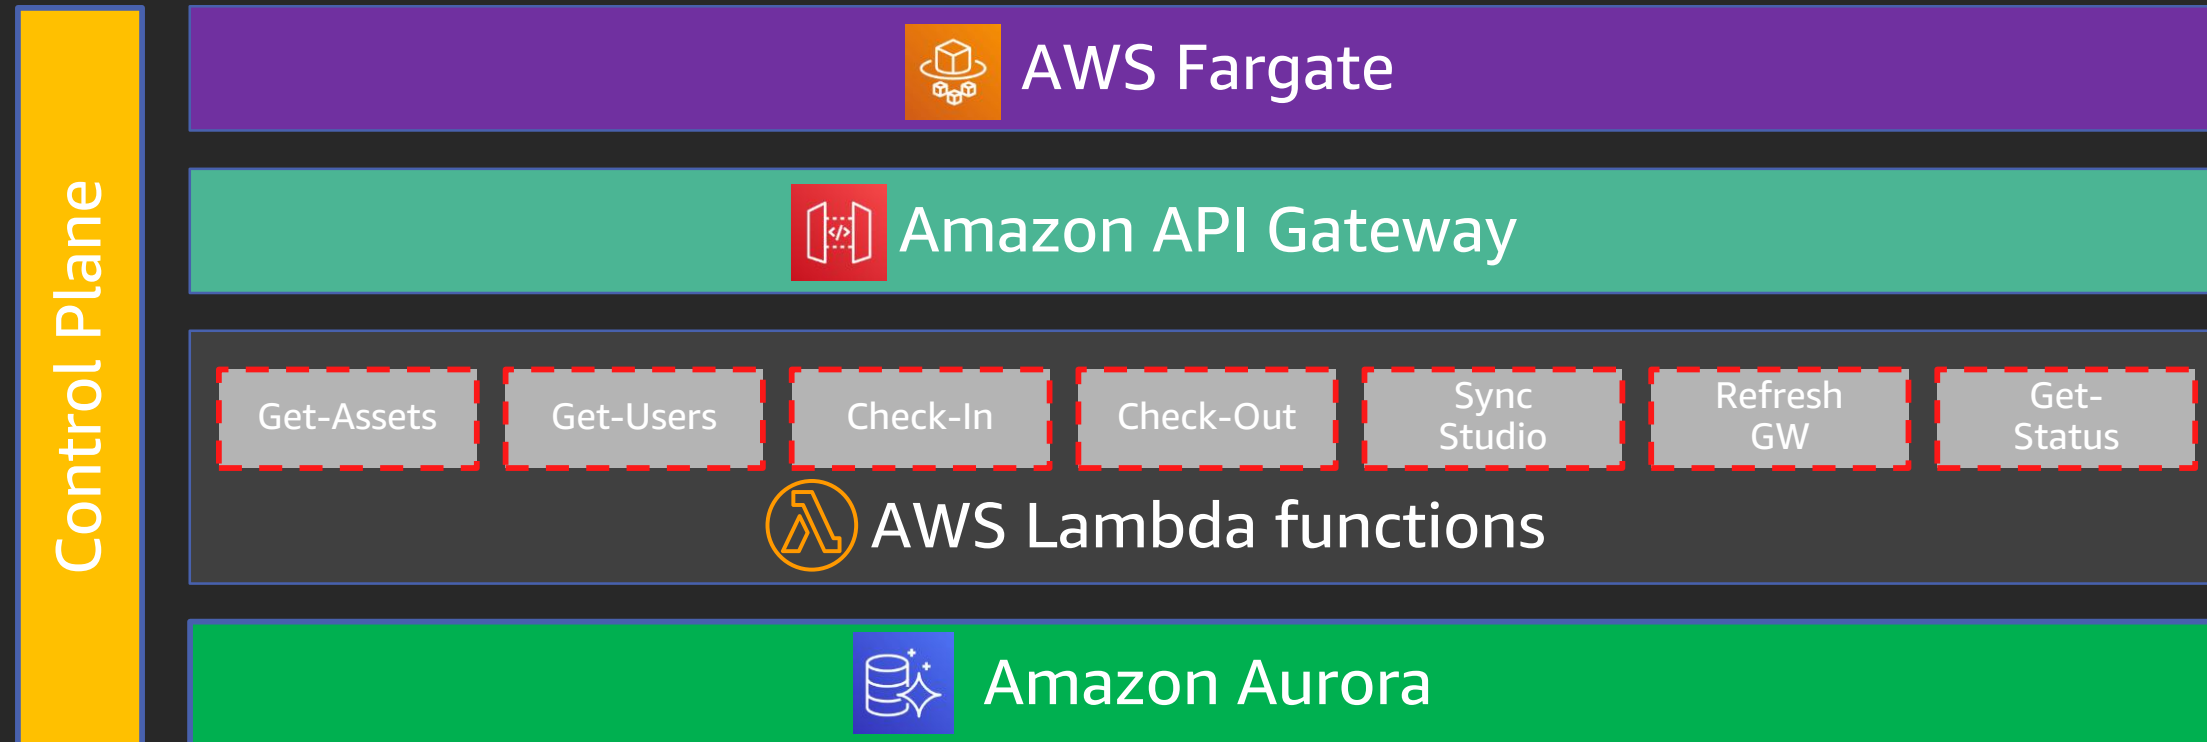 Control Plane
AWS Fargate
Amazon API Gateway
Get-Assets
Get-Users
Check-In
Check-Out
Sync
Studio
Refresh
GW
Get-
Status
AWS Lambda functions
Amazon Aurora